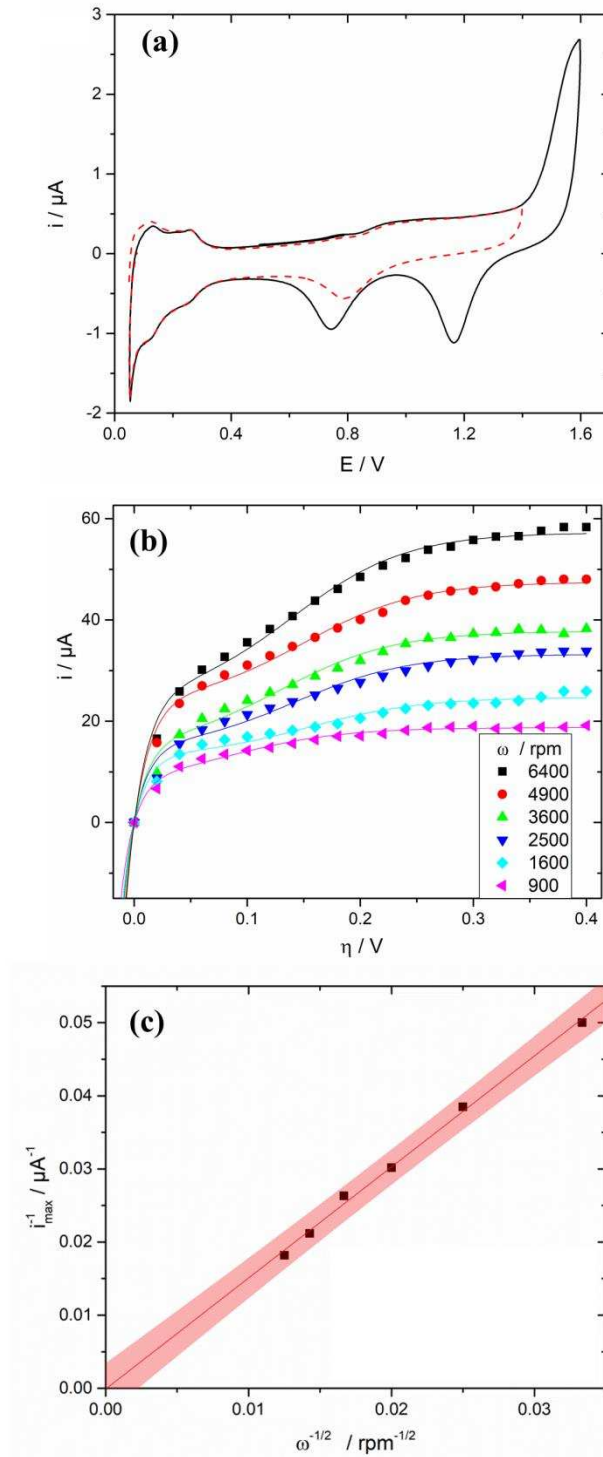 (a)
3
2
1
0
-1
-2
i / µA
0.0 0.4 0.8 1.2 1.6
E / V
(b)
60
40
20
0
i / µA
ω / rpm
6400
4900
3600
2500
1600
900
0.0 0.1 0.2 0.3 0.4
η / V
(c)
0.05
0.04
0.03
0.02
0.01
0.00
i⁻¹max / µA⁻¹
0.00 0.01 0.02 0.03
ω⁻¹/² / rpm⁻¹/²